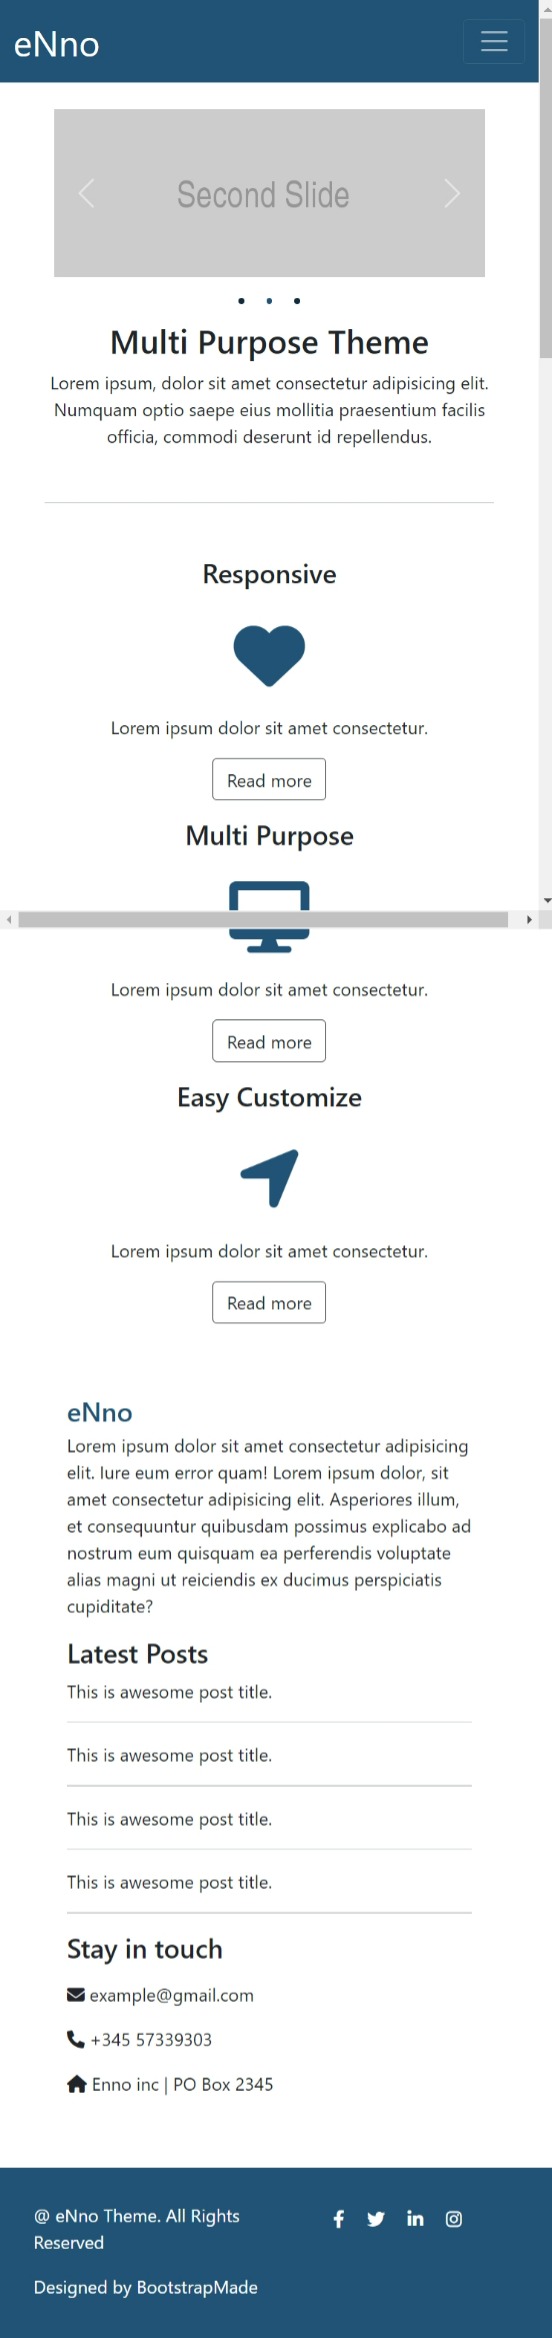 eNno
Second Slide
Multi Purpose Theme
Lorem ipsum, dolor sit amet consectetur adipisicing elit.
Numquam optio saepe eius mollitia praesentium facilis
officia, commodi deserunt id repellendus.
Responsive
Lorem ipsum dolor sit amet consectetur.
Read more
Multi Purpose
Lorem ipsum dolor sit amet consectetur.
Read more
Easy Customize
Lorem ipsum dolor sit amet consectetur.
Read more
eNno
Lorem ipsum dolor sit amet consectetur adipisicing
elit. Iure eum error quam! Lorem ipsum dolor, sit
amet consectetur adipisicing elit. Asperiores illum,
et consequuntur quibusdam possimus explicabo ad
nostrum eum quisquam ea perferendis voluptate
alias magni ut reiciendis ex ducimus perspiciatis
cupiditate?
Latest Posts
This is awesome post title.
This is awesome post title.
This is awesome post title.
This is awesome post title.
Stay in touch
example@gmail.com
+345 57339303
Enno inc | PO Box 2345
@ eNno Theme. All Rights
Reserved
Designed by BootstrapMade